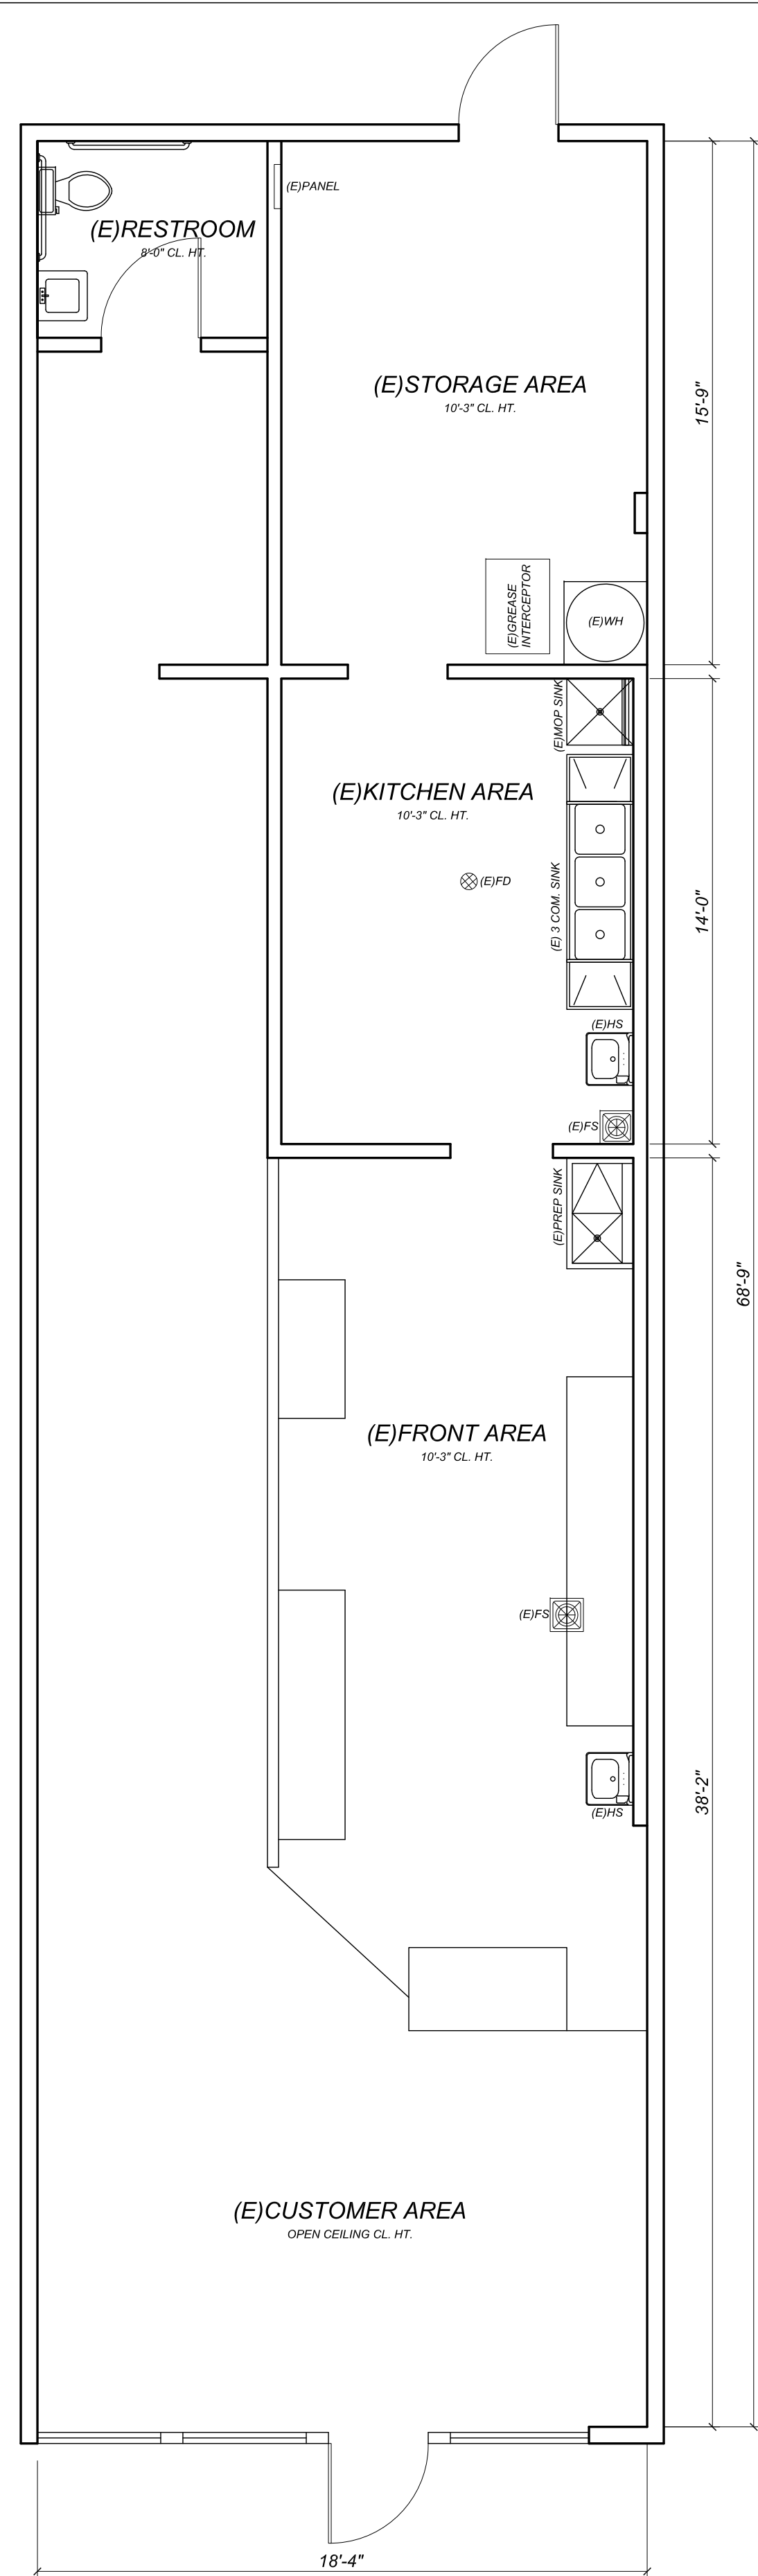 (E)PANEL
(E)RESTROOM
8'-0" CL. HT.
(E)STORAGE AREA
10'-3" CL. HT.
15'-9"
(E)GREASE
INTERCEPTOR
(E)WH
(E)MOP SINK
(E)KITCHEN AREA
10'-3" CL. HT.
(E)FD
(E) 3 COM. SINK
14'-0"
(E)HS
(E)FS
(E)PREP SINK
68'-9"
(E)FRONT AREA
10'-3" CL. HT.
(E)FS
38'-2"
(E)HS
(E)CUSTOMER AREA
OPEN CEILING CL. HT.
18'-4"